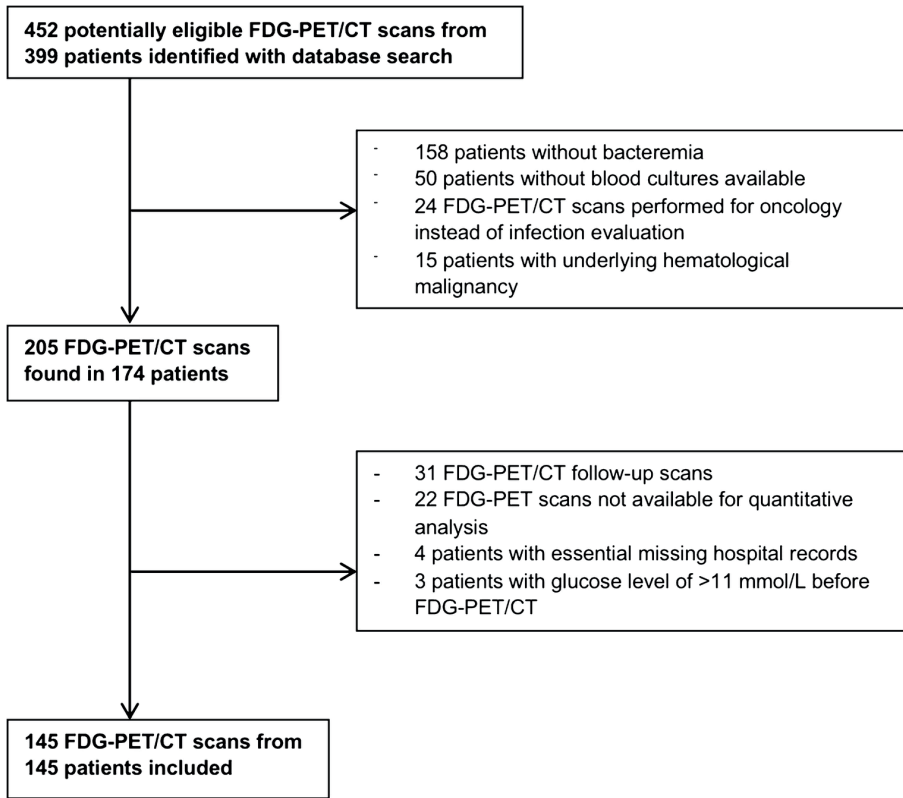 452 potentially eligible FDG-PET/CT scans from
399 patients identified with database search
- 158 patients without bacteremia
- 50 patients without blood cultures available
- 24 FDG-PET/CT scans performed for oncology
instead of infection evaluation
- 15 patients with underlying hematological
malignancy
205 FDG-PET/CT scans
found in 174 patients
- 31 FDG-PET/CT follow-up scans
- 22 FDG-PET scans not available for quantitative
analysis
- 4 patients with essential missing hospital records
- 3 patients with glucose level of >11 mmol/L before
FDG-PET/CT
145 FDG-PET/CT scans from
145 patients included